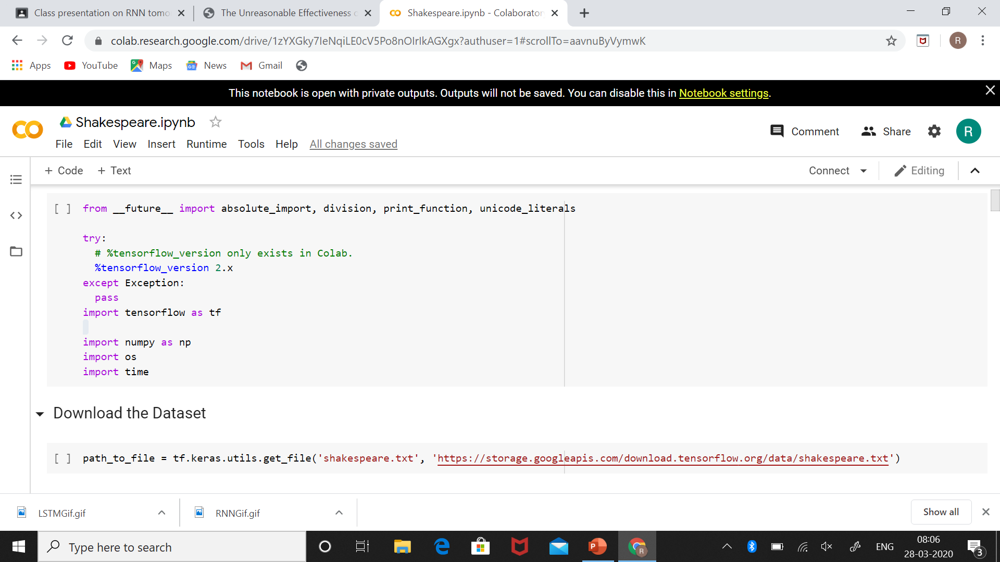 Class presentation on RNN tomo
The Unreasonable Effectiveness o
Shakespeare.ipynb - Colaborator
colab.research.google.com/drive/1zYXGky7IeNqiLE0cV5Po8nOIrIkAGXgx?authuser=1#scrollTo=aavnuByVymwK
R
Apps
YouTube
Maps
News
Gmail
This notebook is open with private outputs. Outputs will not be saved. You can disable this in Notebook settings.
Shakespeare.ipynb
Comment
Share
R
File Edit View Insert Runtime Tools Help All changes saved
+ Code + Text
Connect
Editing
[ ] from __future__ import absolute_import, division, print_function, unicode_literals
try:
# %tensorflow_version only exists in Colab.
%tensorflow_version 2.x
except Exception:
pass
import tensorflow as tf
import numpy as np
import os
import time
Download the Dataset
[ ] path_to_file = tf.keras.utils.get_file('shakespeare.txt', 'https://storage.googleapis.com/download.tensorflow.org/data/shakespeare.txt')
LSTMGif.gif
RNNGif.gif
Show all
Type here to search
ENG
08:06
28-03-2020
3